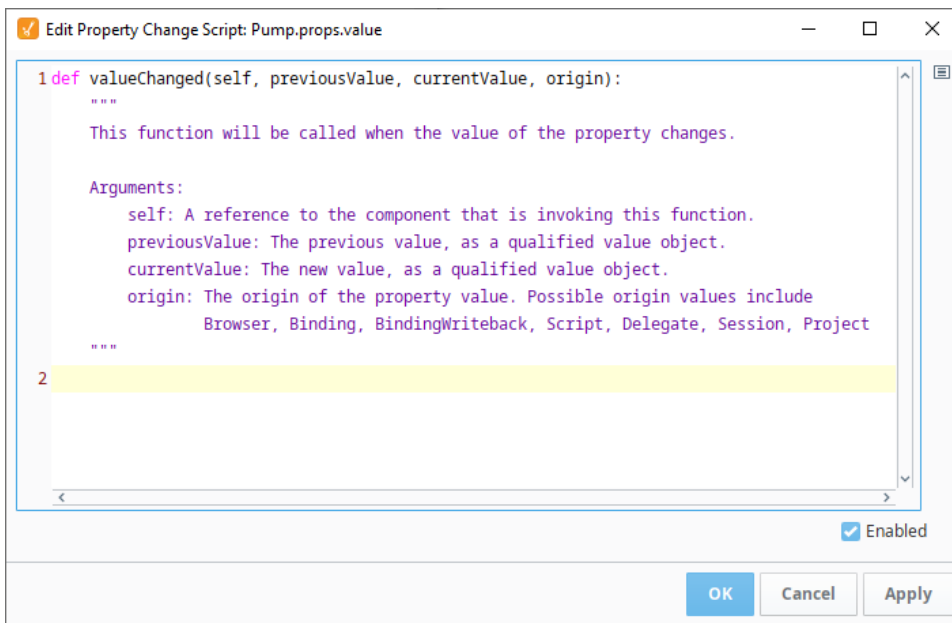 Edit Property Change Script: Pump.props.value
1 def valueChanged(self, previousValue, currentValue, origin):
"""
This function will be called when the value of the property changes.
Arguments:
self: A reference to the component that is invoking this function.
previousValue: The previous value, as a qualified value object.
currentValue: The new value, as a qualified value object.
origin: The origin of the property value. Possible origin values include
Browser, Binding, BindingWriteback, Script, Delegate, Session, Project
"""
2
Enabled
OK Cancel Apply